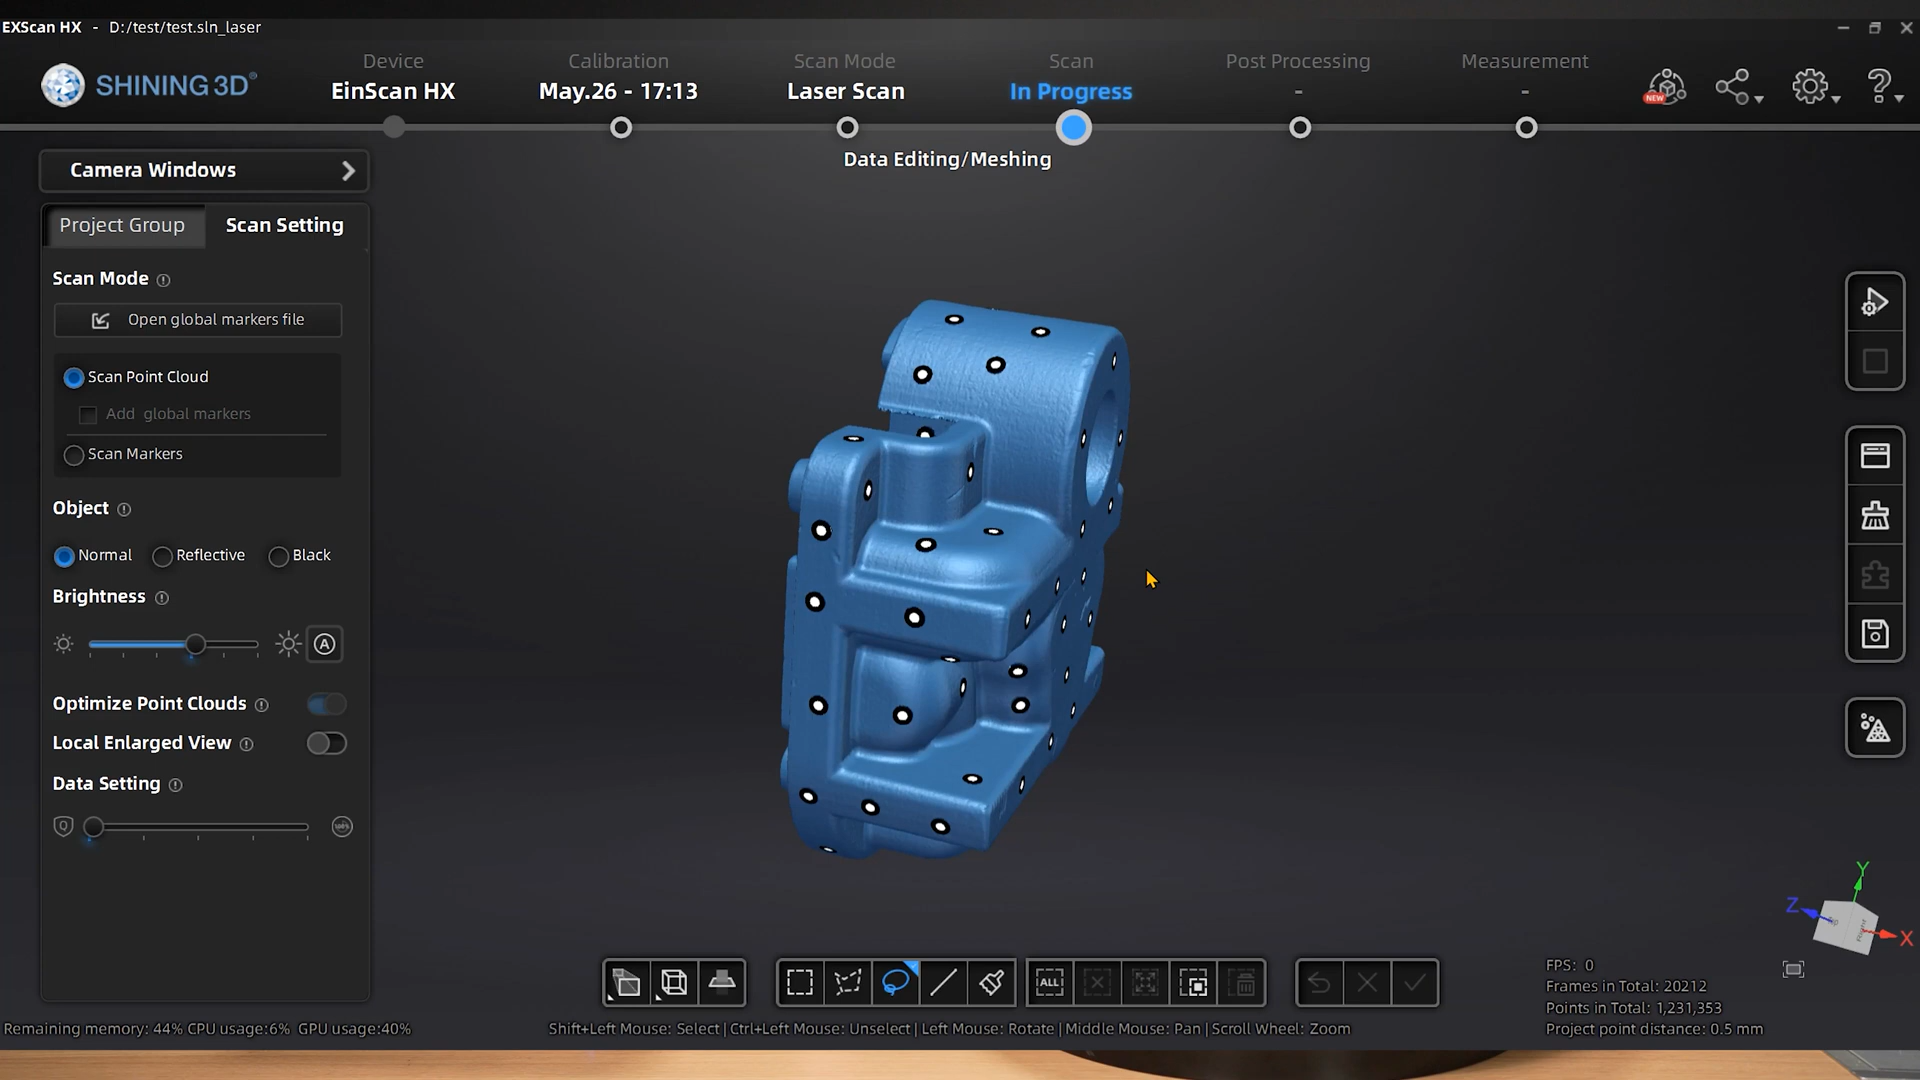 EXScan HX - D:/test/test.sln_laser
SHINING 3D®
Device
EinScan HX
Calibration
May.26 - 17:13
Scan Mode
Laser Scan
Scan
In Progress
Post Processing
-
Measurement
-
NEW
Data Editing/Meshing
Camera Windows
Project Group
Scan Setting
Scan Mode
Open global markers file
Scan Point Cloud
Add global markers
Scan Markers
Object
Normal
Reflective
Black
Brightness
A
Optimize Point Clouds
Local Enlarged View
Data Setting
Q
Y
Z
X
ALL
FPS: 0
Frames in Total: 20212
Points in Total: 1,231,353
Project point distance: 0.5 mm
Remaining memory: 44% CPU usage:6% GPU usage:40%
Shift+Left Mouse: Select | Ctrl+Left Mouse: Unselect | Left Mouse: Rotate | Middle Mouse: Pan | Scroll Wheel: Zoom